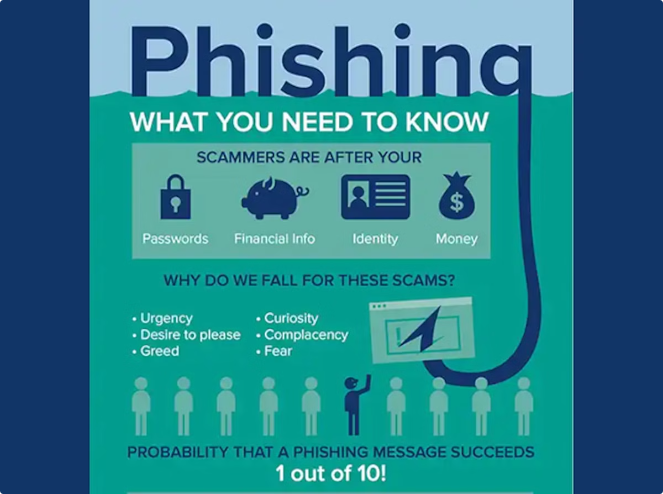 Phishing
WHAT YOU NEED TO KNOW
SCAMMERS ARE AFTER YOUR
$
Passwords Financial Info Identity Money
WHY DO WE FALL FOR THESE SCAMS?
• Urgency
• Desire to please
• Greed
• Curiosity
• Complacency
• Fear
PROBABILITY THAT A PHISHING MESSAGE SUCCEEDS
1 out of 10!